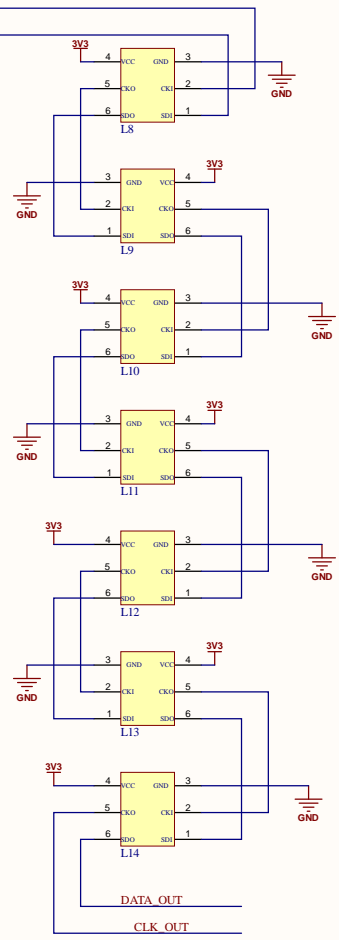 3V3
4 VCC GND 3
GND
5 CKO CKI 2
6 SDO SDI 1
L8
3V3
3 GND VCC 4
GND
2 CKI CKO 5
1 SDI SDO 6
L9
3V3
4 VCC GND 3
GND
5 CKO CKI 2
6 SDO SDI 1
L10
3V3
3 GND VCC 4
GND
2 CKI CKO 5
1 SDI SDO 6
L11
3V3
4 VCC GND 3
GND
5 CKO CKI 2
6 SDO SDI 1
L12
3V3
3 GND VCC 4
GND
2 CKI CKO 5
1 SDI SDO 6
L13
3V3
4 VCC GND 3
GND
5 CKO CKI 2
6 SDO SDI 1
L14
DATA_OUT
CLK_OUT